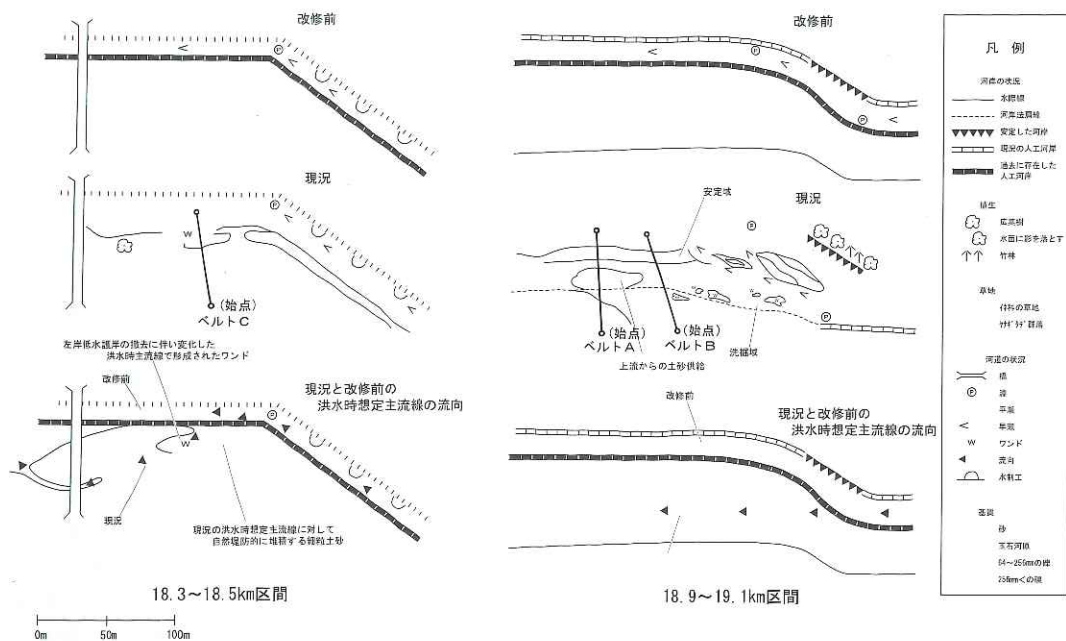 改修前
P
現況
P
W
(始点)
ベルトC
左岸低水護岸の撤去に伴い変化した
洪水時主流線で形成されたワンド
改修前
現況と改修前の
洪水時想定主流線の流向
P
W
現況
現況の洪水時想定主流線に対して
自然堤防的に堆積する細粒土砂
18.3〜18.5km区間
0m 50m 100m
改修前
P
P
現況
安定域
P
P
(始点)
ベルトA
(始点)
ベルトB
洗掘域
上流からの土砂供給
改修前
現況と改修前の
洪水時想定主流線の流向
18.9〜19.1km区間
凡 例
河岸の状況
水際線
河岸法肩線
安定した河岸
現況の人工河岸
過去に存在した
人工河岸
植生
広葉樹
水面に影を落とす
竹林
草地
河道の状況
橋
P 淵
平瀬
早瀬
W ワンド
流向
水制工
基質
砂
玉石河原
64〜256mmの礫